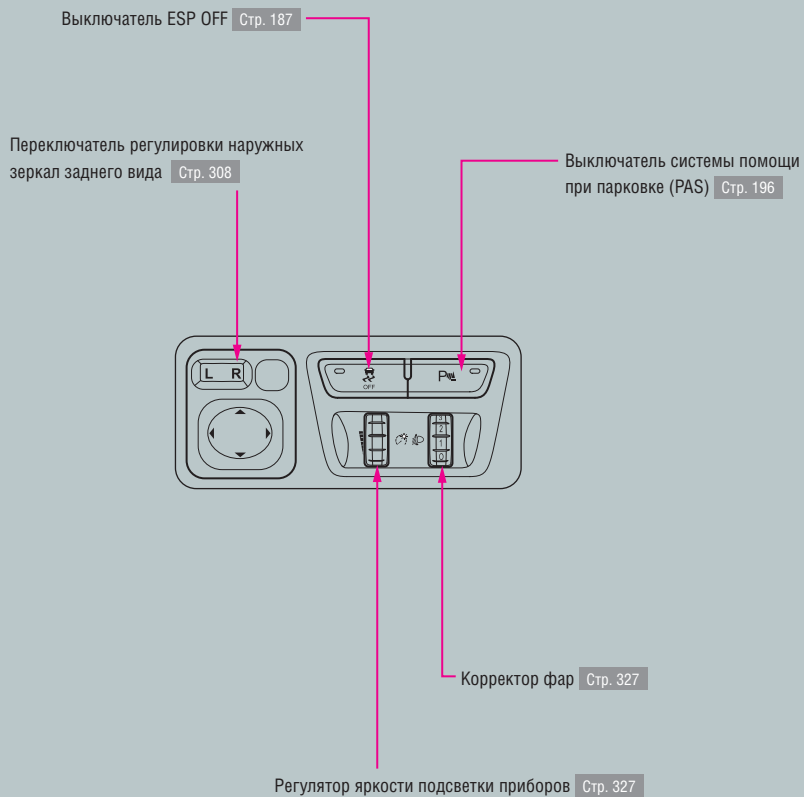 Выключатель ESP OFF Стр. 187
Переключатель регулировки наружных
зеркал заднего вида Стр. 308
Выключатель системы помощи
при парковке (PAS) Стр. 196
L R
OFF
P
3
2
1
0
Корректор фар Стр. 327
Регулятор яркости подсветки приборов Стр. 327